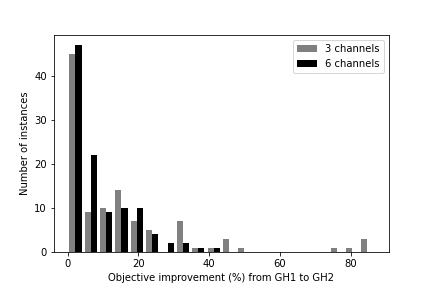 3 channels
6 channels
Number of instances
40
30
20
10
0
0
20
40
60
80
Objective improvement (%) from GH1 to GH2